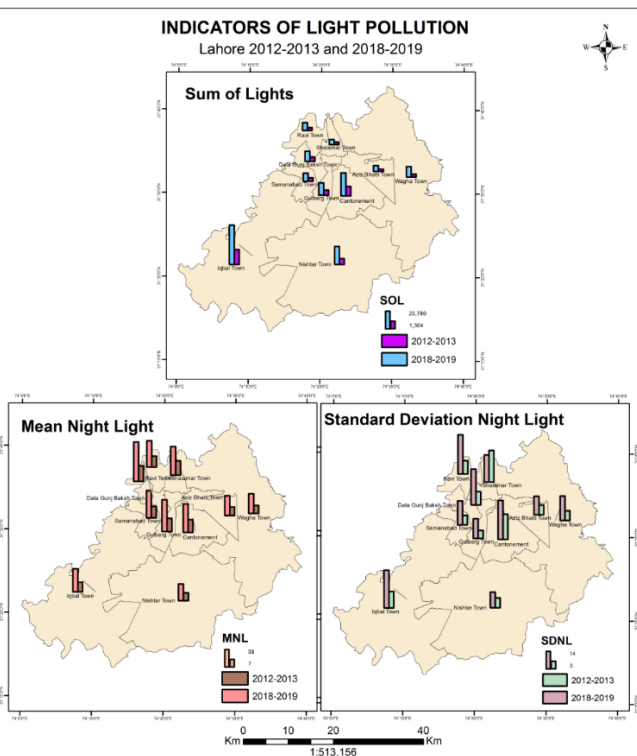 INDICATORS OF LIGHT POLLUTION
Lahore 2012-2013 and 2018-2019
N
W E
S
Sum of Lights
Ravi Town
Shalamar Town
Data Gunj Baksh Town
Aziz Bhatti Town
Samanabad Town
Wagha Town
Gulberg Town
Cantonement
Iqbal Town
Nishtar Town
SOL
23,780
1,364
2012-2013
2018-2019
Mean Night Light
Ravi Town
Shalamar Town
Data Gunj Baksh Town
Aziz Bhatti Town
Samanabad Town
Wagha Town
Gulberg Town
Cantonement
Iqbal Town
Nishtar Town
MNL
38
7
2012-2013
2018-2019
Standard Deviation Night Light
Ravi Town
Shalamar Town
Data Gunj Baksh Town
Aziz Bhatti Town
Samanabad Town
Wagha Town
Gulberg Town
Cantonement
Iqbal Town
Nishtar Town
SDNL
14
3
2012-2013
2018-2019
0 10 20 40
Km Km
1:513,156